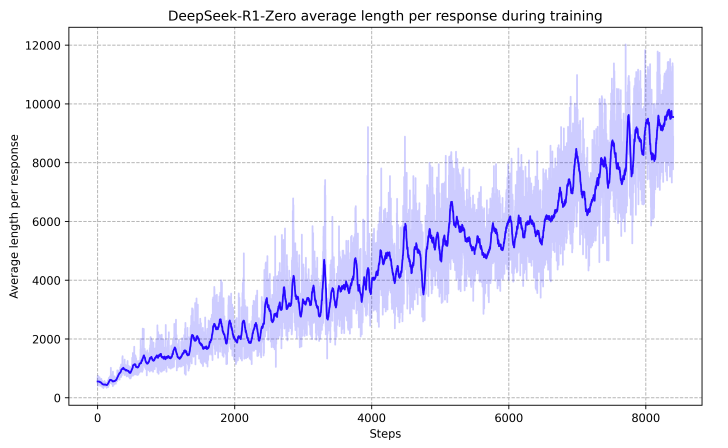 DeepSeek-R1-Zero average length per response during training
12000
10000
8000
6000
4000
2000
0
Average length per response
0 2000 4000 6000 8000
Steps